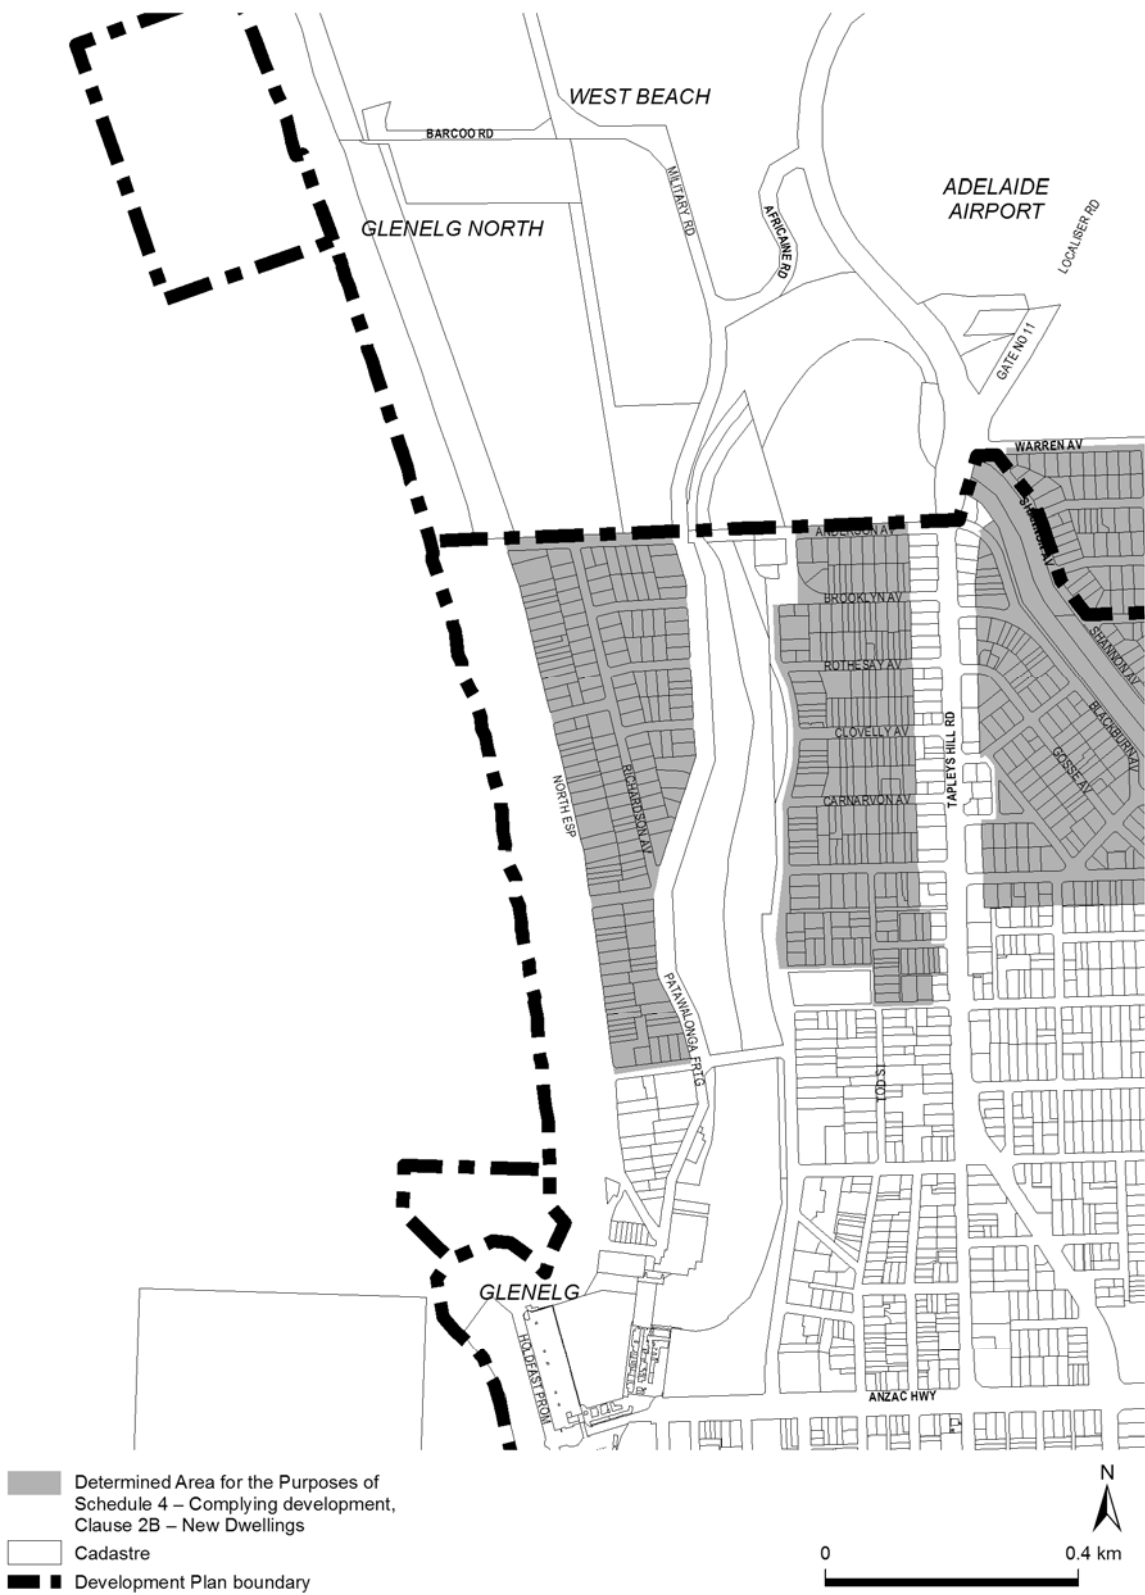 WEST BEACH
BARCOO RD
MILITARY RD
ADELAIDE
AIRPORT
AFRICAINE RD
LOCALISER RD
GLENELG NORTH
GATE NO 11
WARREN AV
SHANNON AV
ANDERSON AV
BROOKLYN AV
SHANNON AV
ROTHESAY AV
BLACKBURN AV
CLOVELLY AV
TAPLEYS HILL RD
GOSSE AV
NORTH ESP
RICHARDSON AV
CARNARVON AV
PATAWALONGA FRTG
TOD ST
GLENELG
HOLDFAST PROM
ANZAC HWY
Determined Area for the Purposes of
Schedule 4 – Complying development,
Clause 2B – New Dwellings
Cadastre
Development Plan boundary
N
0
0.4 km